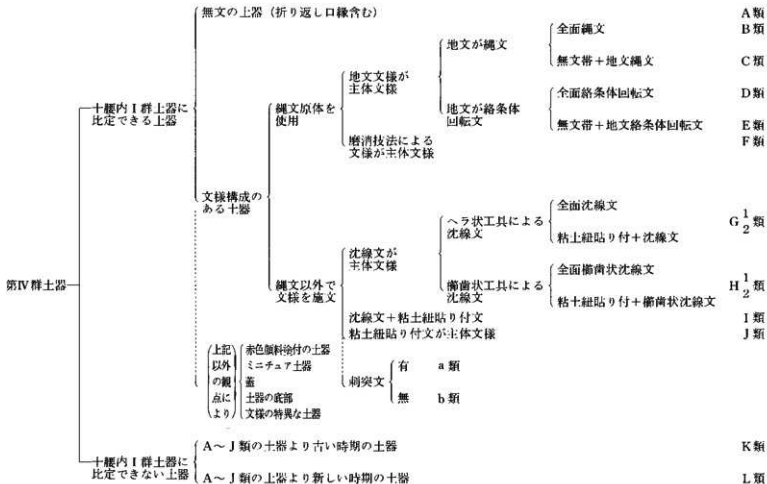 無文の土器（折り返し口縁含む） A類
全面縄文 B類
地文が縄文
無文帯＋地文縄文 C類
地文文様が
主体文様
全面絡条体回転文 D類
縄文原体を
使用
地文が絡条体
回転文
十腰内Ⅰ群土器に
比定できる土器
無文帯＋地文絡条体回転文 E類
磨消技法による
文様が主体文様
F類
文様構成の
ある土器
全面沈線文
ヘラ状工具による
沈線文
G 1/2 類
粘土紐貼り付＋沈線文
沈線文が
主体文様
全面櫛歯状沈線文
第Ⅳ群土器
縄文以外で
文様を施文
櫛歯状工具による
沈線文
H 1/2 類
粘土紐貼り付＋櫛歯状沈線文
沈線文＋粘土紐貼り付文 I類
粘土紐貼り付文が主体文様 J類
上記
以外
の観
点に
より
赤色顔料塗付の土器
ミニチュア土器
蓋
土器の底部
文様の特異な土器
刺突文
有 a類
無 b類
十腰内Ⅰ群土器に
比定できない土器
A〜J類の土器より古い時期の土器 K類
A〜J類の土器より新しい時期の土器 L類